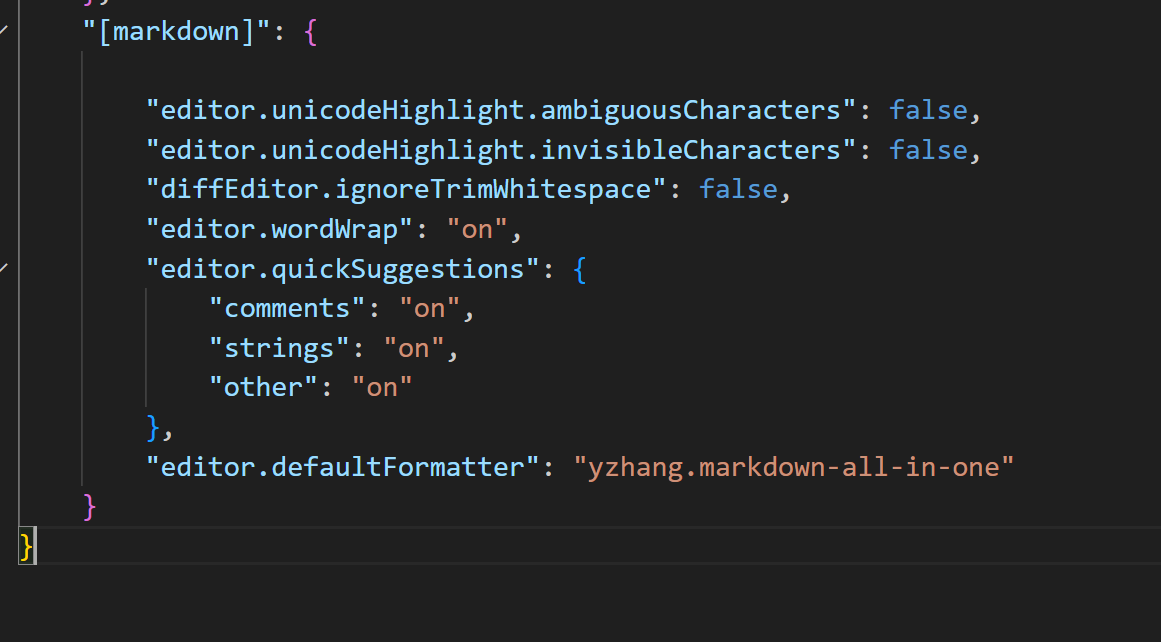 "[markdown]": {
"editor.unicodeHighlight.ambiguousCharacters": false,
"editor.unicodeHighlight.invisibleCharacters": false,
"diffEditor.ignoreTrimWhitespace": false,
"editor.wordWrap": "on",
"editor.quickSuggestions": {
"comments": "on",
"strings": "on",
"other": "on"
},
"editor.defaultFormatter": "yzhang.markdown-all-in-one"
}
}